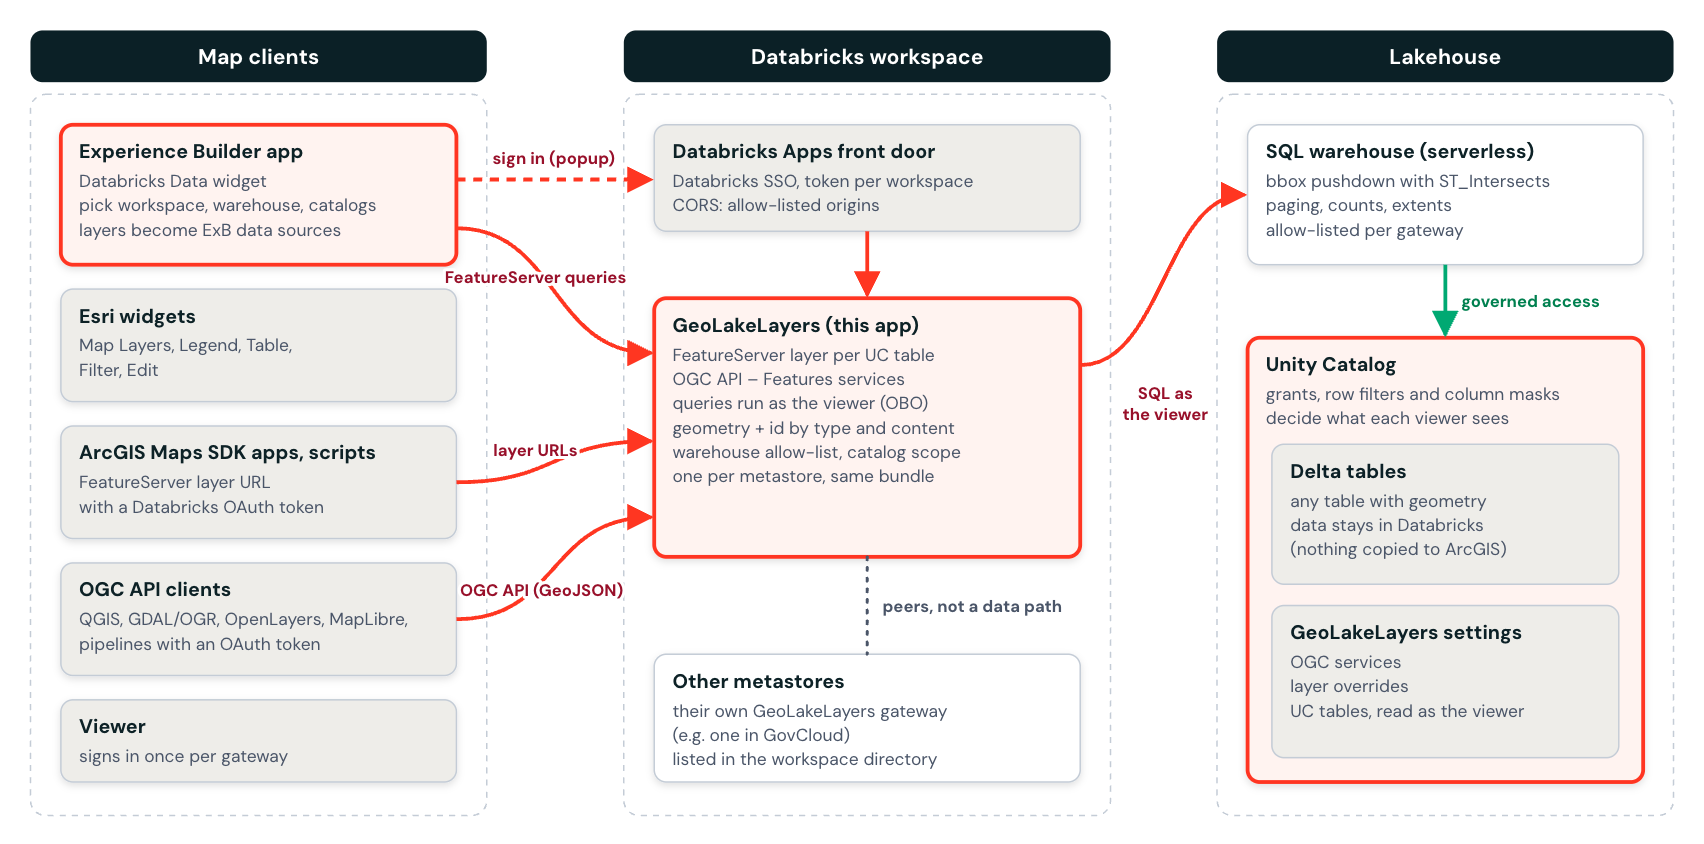 Map clients
Experience Builder app
Databricks Data widget
pick workspace, warehouse, catalogs
layers become ExB data sources
Esri widgets
Map Layers, Legend, Table,
Filter, Edit
ArcGIS Maps SDK apps, scripts
FeatureServer layer URL
with a Databricks OAuth token
OGC API clients
QGIS, GDAL/OGR, OpenLayers, MapLibre,
pipelines with an OAuth token
Viewer
signs in once per gateway
sign in (popup)
FeatureServer queries
layer URLs
OGC API (GeoJSON)
Databricks workspace
Databricks Apps front door
Databricks SSO, token per workspace
CORS: allow-listed origins
GeoLakeLayers (this app)
FeatureServer layer per UC table
OGC API – Features services
queries run as the viewer (OBO)
geometry + id by type and content
warehouse allow-list, catalog scope
one per metastore, same bundle
peers, not a data path
Other metastores
their own GeoLakeLayers gateway
(e.g. one in GovCloud)
listed in the workspace directory
SQL as
the viewer
Lakehouse
SQL warehouse (serverless)
bbox pushdown with ST_Intersects
paging, counts, extents
allow-listed per gateway
governed access
Unity Catalog
grants, row filters and column masks
decide what each viewer sees
Delta tables
any table with geometry
data stays in Databricks
(nothing copied to ArcGIS)
GeoLakeLayers settings
OGC services
layer overrides
UC tables, read as the viewer